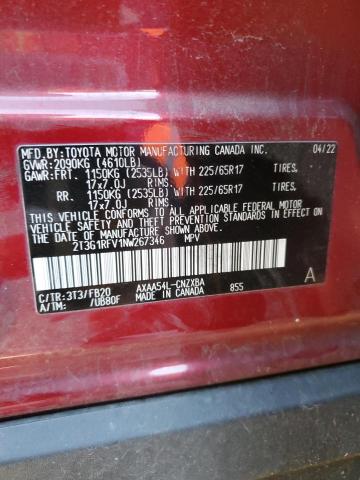 MFD.BY:TOYOTA MOTOR MANUFACTURING CANADA INC. 04/22
GVWR:2090KG (4610LB)
GAWR:FRT. 1150KG (2535LB) WITH 225/65R17 TIRES,
17x7.0J RIMS,
RR. 1150KG (2535LB) WITH 225/65R17 TIRES,
17x7.0J RIMS,
THIS VEHICLE CONFORMS TO ALL APPLICABLE FEDERAL MOTOR
VEHICLE SAFETY, BUMPER, AND THEFT PREVENTION STANDARDS
IN EFFECT ON THE DATE OF MANUFACTURE SHOWN ABOVE.
2T3G1RFV1NW267346 MPV
C/TR:3T3/FB20 AXAA54L-CNZXBA 855 A
A/TM: /UB80F MADE IN CANADA